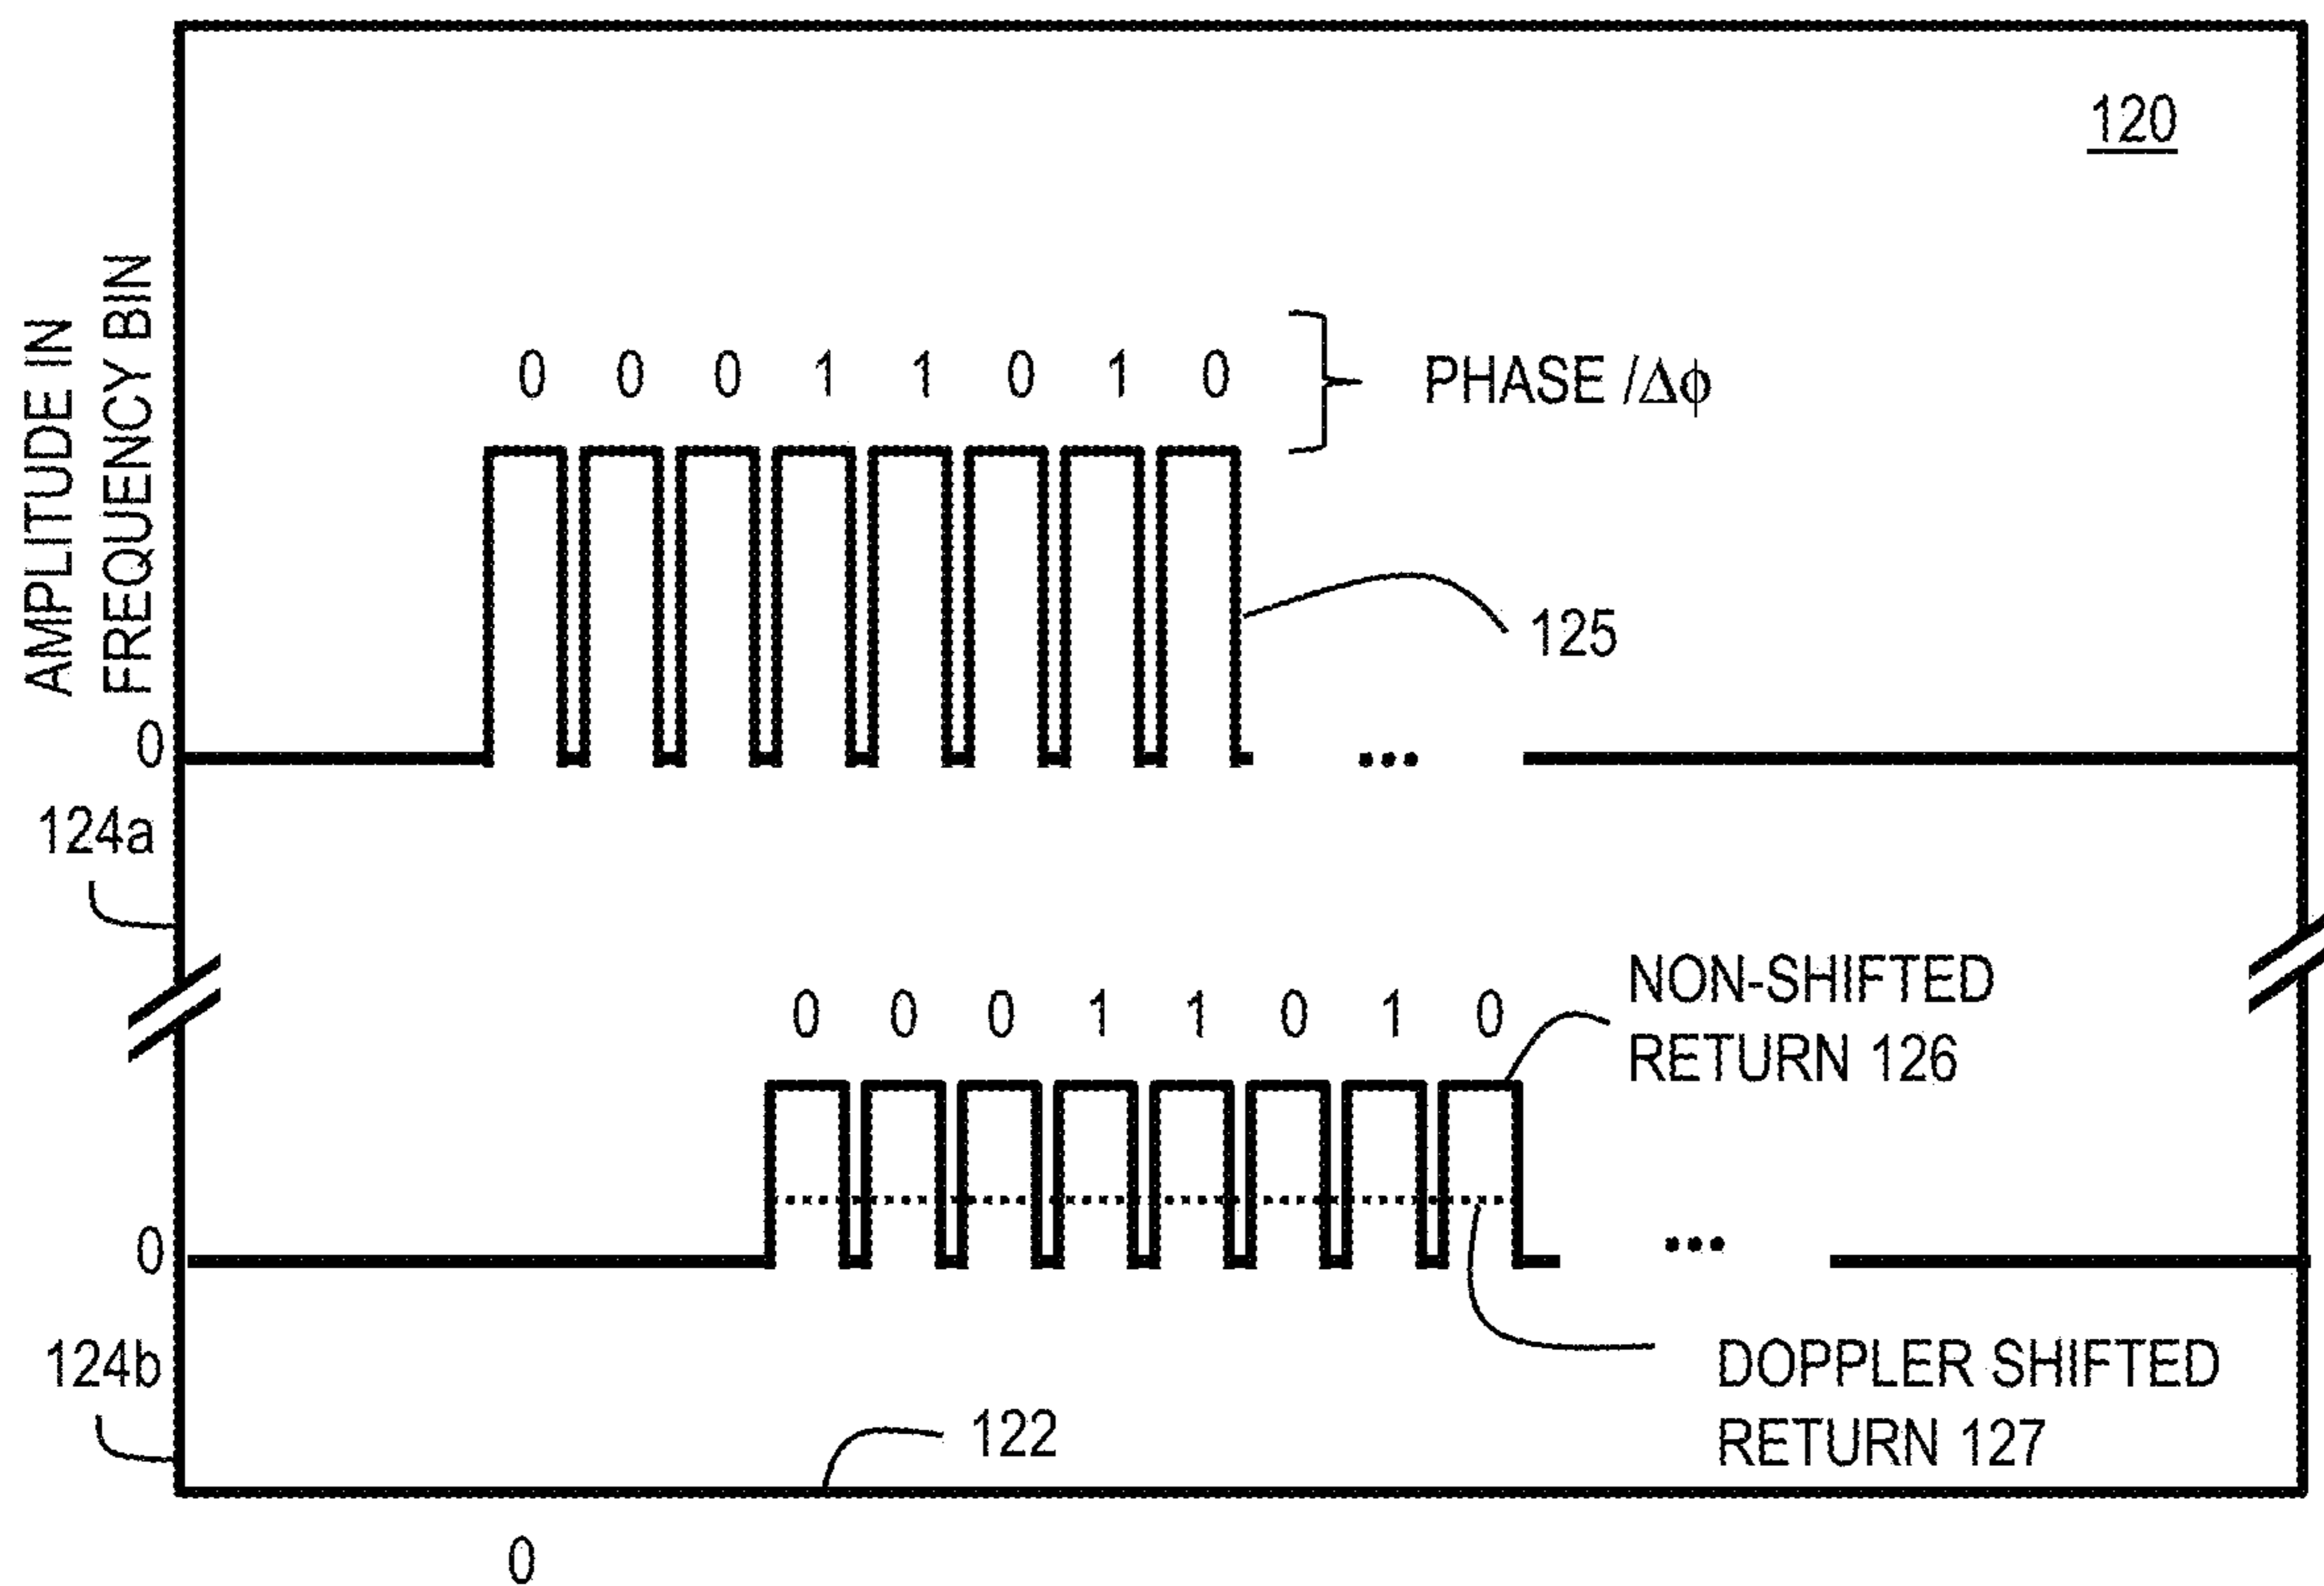 120
AMPLITUDE IN
FREQUENCY BIN
0 0 0 1 1 0 1 0
PHASE /Δϕ
125
0
...
124a
0 0 0 1 1 0 1 0
NON-SHIFTED
RETURN 126
0
...
124b
DOPPLER SHIFTED
RETURN 127
122
0